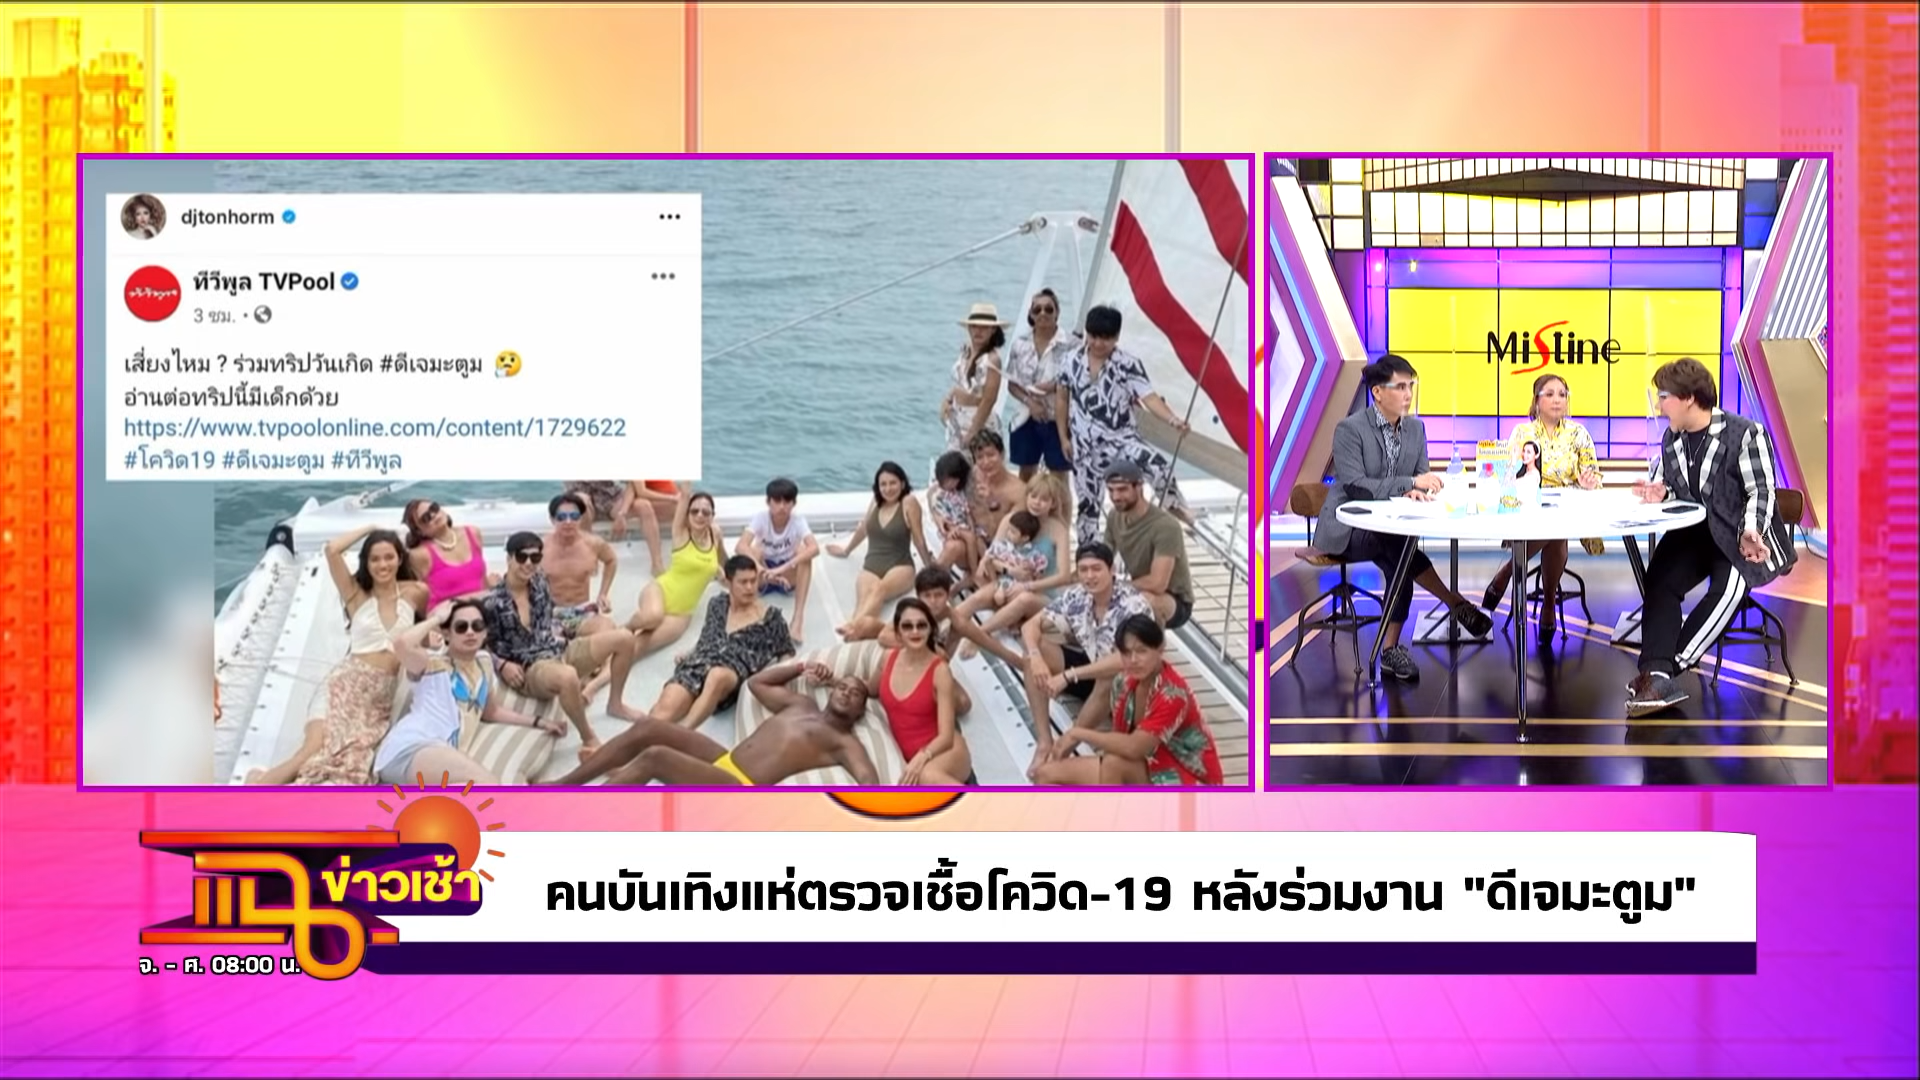 djtonhorm
ทีวีพูล TVPool
3 ชม.
เสี่ยงไหม ? ร่วมทริปวันเกิด #ดีเจมะตูม
อ่านต่อทริปนี้มีเด็กด้วย
https://www.tvpoolonline.com/content/1729622
#โควิด19 #ดีเจมะตูม #ทีวีพูล
Mistine
แฉ
ข่าวเช้า
จ. - ศ. 08:00 น.
คนบันเทิงแห่ตรวจเชื้อโควิด-19 หลังร่วมงาน "ดีเจมะตูม"